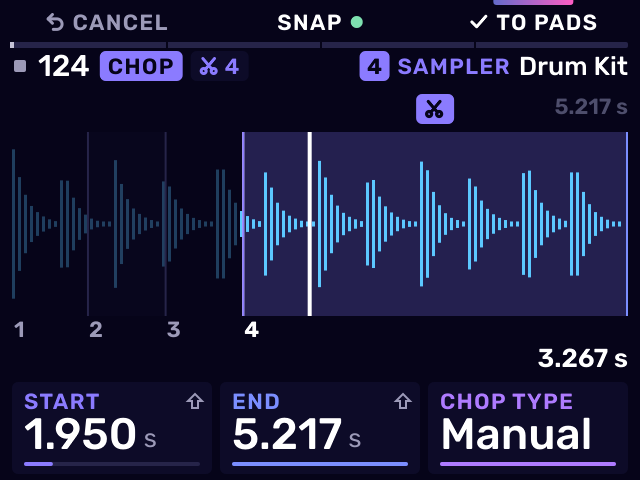 CANCEL SNAP TO PADS
124 CHOP 4 4 SAMPLER Drum Kit
5.217 s
1 2 3 4
3.267 s
START END CHOP TYPE
1.950 s 5.217 s Manual